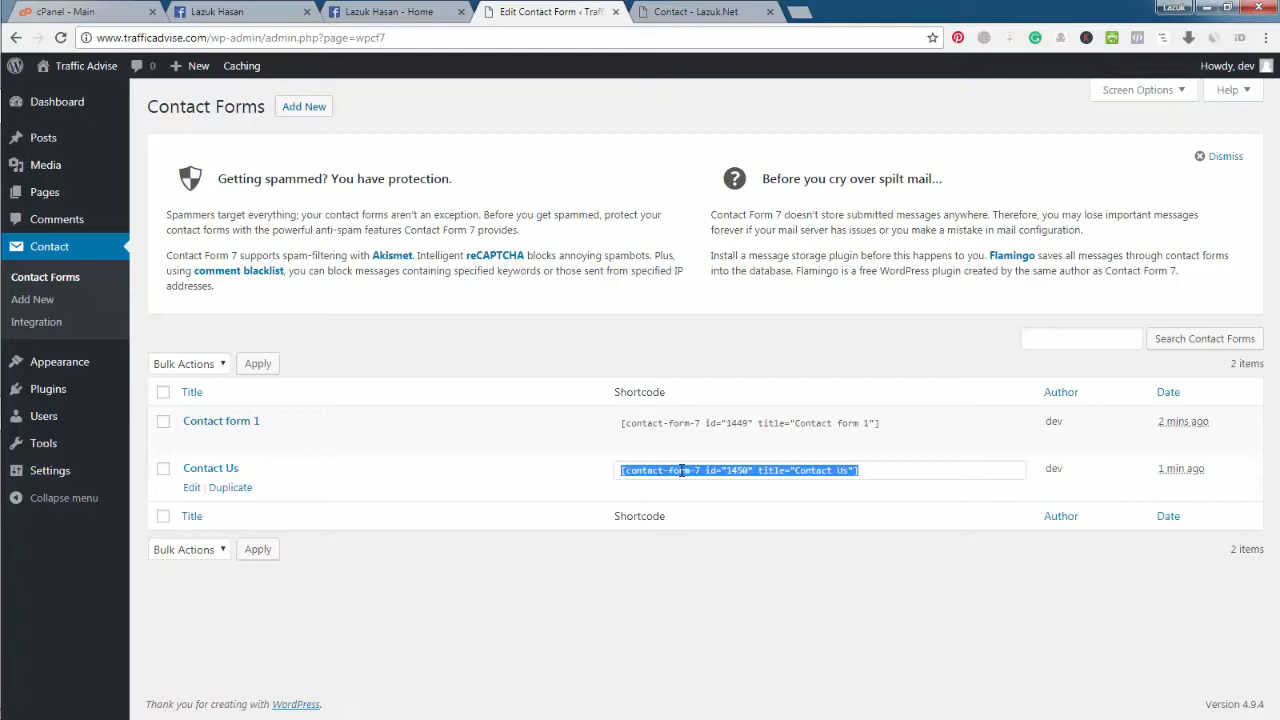 cPanel - Main
Lazuk Hasan
Lazuk Hasan - Home
Edit Contact Form ‹ Traff
Contact - Lazuk.Net
Lazuk
www.trafficadvise.com/wp-admin/admin.php?page=wpcf7
Traffic Advise
0
New
Caching
Howdy, dev
Dashboard
Posts
Media
Pages
Comments
Contact
Contact Forms
Add New
Integration
Appearance
Plugins
Users
Tools
Settings
Collapse menu
Screen Options
Help
Contact Forms
Add New
Dismiss
Getting spammed? You have protection.
Spammers target everything; your contact forms aren't an exception. Before you get spammed, protect your
contact forms with the powerful anti-spam features Contact Form 7 provides.
Contact Form 7 supports spam-filtering with Akismet. Intelligent reCAPTCHA blocks annoying spambots. Plus,
using comment blacklist, you can block messages containing specified keywords or those sent from specified IP
addresses.
Before you cry over spilt mail...
Contact Form 7 doesn't store submitted messages anywhere. Therefore, you may lose important messages
forever if your mail server has issues or you make a mistake in mail configuration.
Install a message storage plugin before this happens to you. Flamingo saves all messages through contact forms
into the database. Flamingo is a free WordPress plugin created by the same author as Contact Form 7.
Search Contact Forms
Bulk Actions
Apply
2 items
Title
Shortcode
Author
Date
Contact form 1
[contact-form-7 id="1449" title="Contact form 1"]
dev
2 mins ago
Contact Us
[contact-form-7 id="1450" title="Contact Us"]
dev
1 min ago
Edit | Duplicate
Title
Shortcode
Author
Date
Bulk Actions
Apply
2 items
Thank you for creating with WordPress.
Version 4.9.4